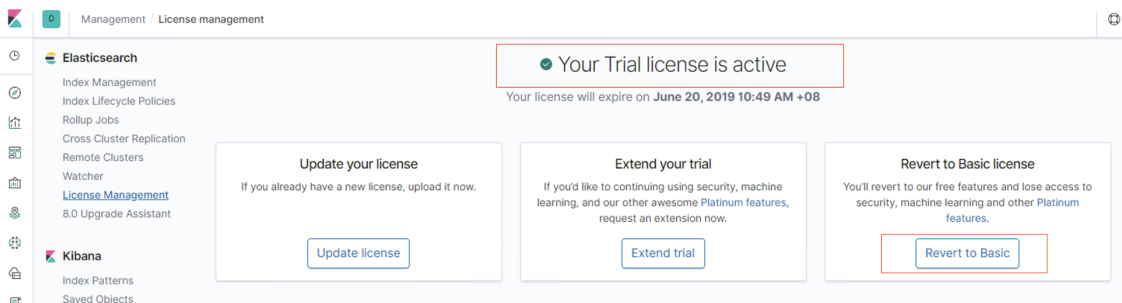 D
Management / License management
Elasticsearch
Index Management
Index Lifecycle Policies
Rollup Jobs
Cross Cluster Replication
Remote Clusters
Watcher
License Management
8.0 Upgrade Assistant
Kibana
Index Patterns
Saved Objects
Your Trial license is active
Your license will expire on June 20, 2019 10:49 AM +08
Update your license
If you already have a new license, upload it now.
Update license
Extend your trial
If you'd like to continuing using security, machine
learning, and our other awesome Platinum features,
request an extension now.
Extend trial
Revert to Basic license
You'll revert to our free features and lose access to
security, machine learning and other Platinum
features.
Revert to Basic